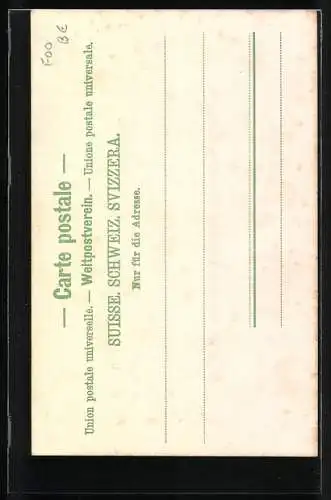 — Carte postale —
Union postale universelle. — Weltpostverein. — Unione postale universale.
SUISSE. SCHWEIZ. SVIZZERA.
Nur für die Adresse.
F00
BE